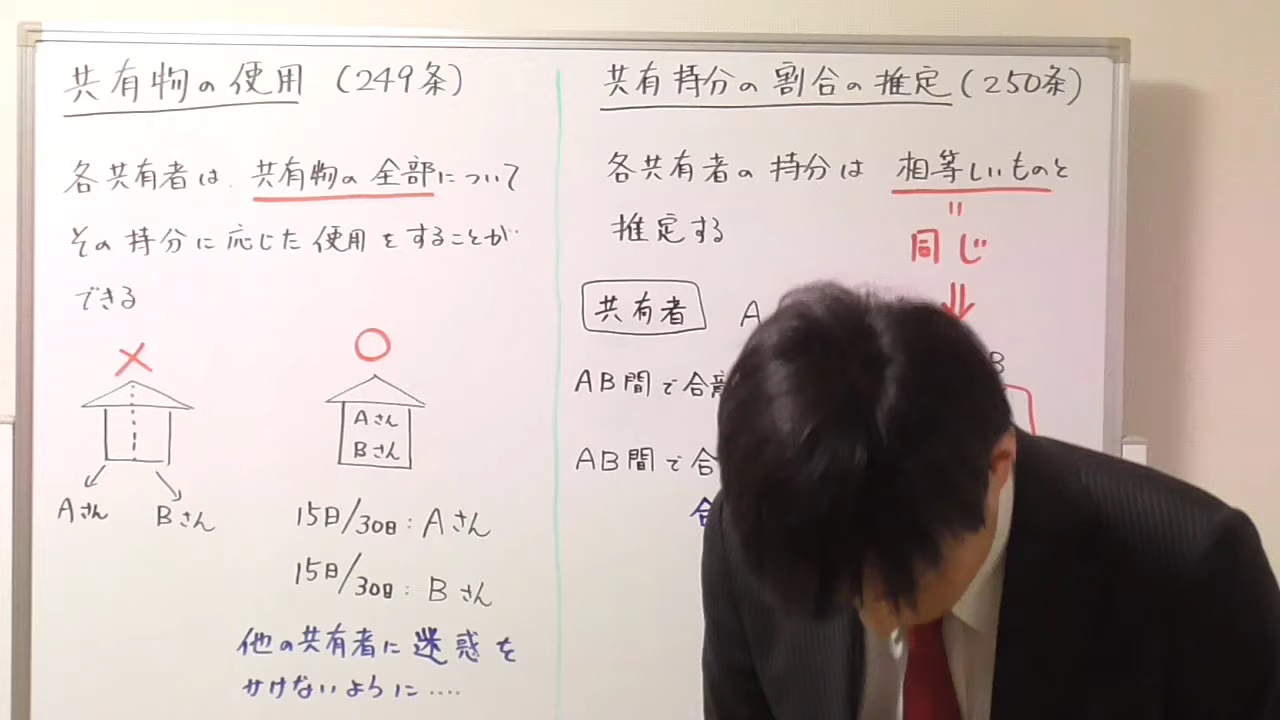 共有物の使用（249条）
各共有者は、共有物の全部について
その持分に応じた使用をすることが
できる
×
○
Aさん
Bさん
Aさん
Bさん
15日/30日：Aさん
15日/30日：Bさん
他の共有者に迷惑を
かけないように‥‥
共有持分の割合の推定（250条）
各共有者の持分は相等しいものと
推定する
=
同じ
⇓
共有者 A
B
AB間で合
AB間で合
合